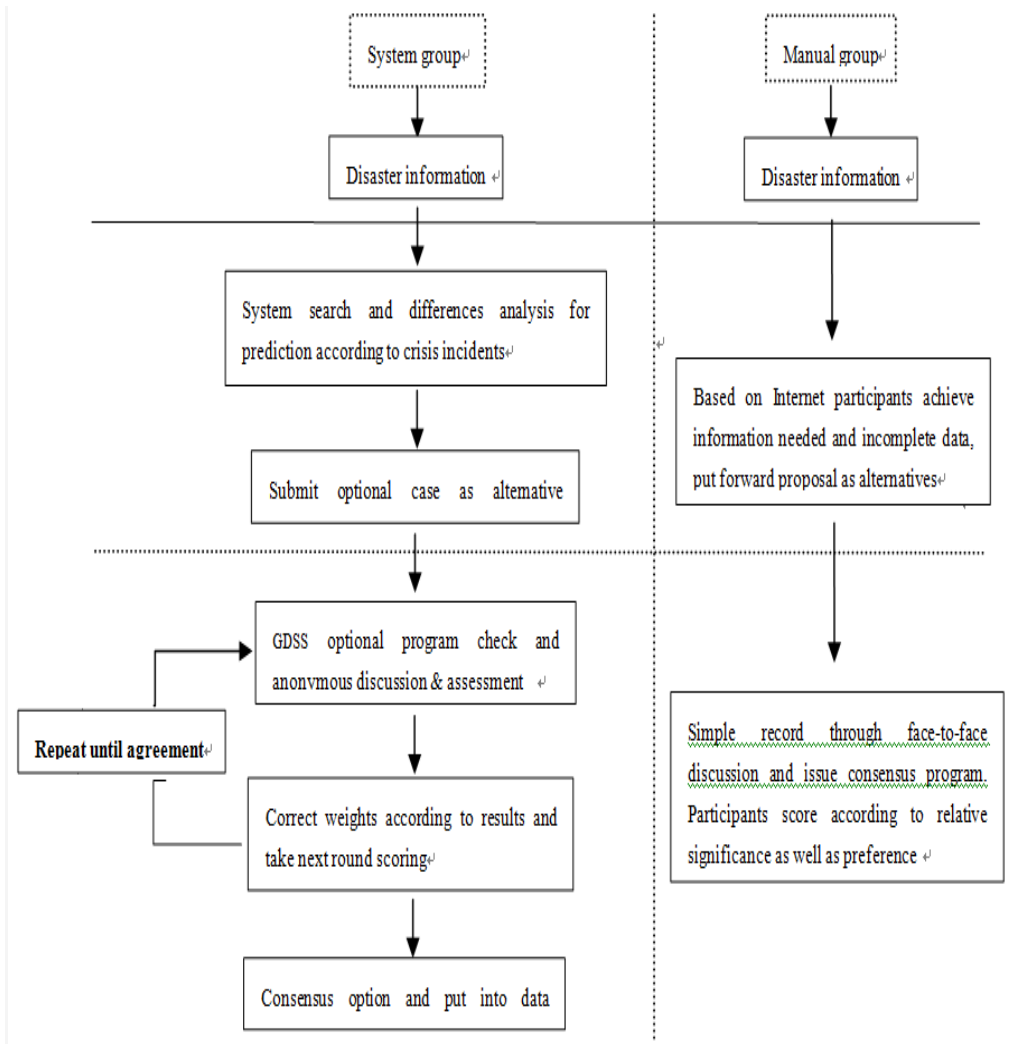 System group
Disaster information
System search and differences analysis for
prediction according to crisis incidents
Submit optional case as alternative
GDSS optional program check and
anonymous discussion & assessment
Repeat until agreement
Correct weights according to results and
take next round scoring
Consensus option and put into data
Manual group
Disaster information
Based on Internet participants achieve
information needed and incomplete data,
put forward proposal as alternatives
Simple record through face-to-face
discussion and issue consensus program.
Participants score according to relative
significance as well as preference